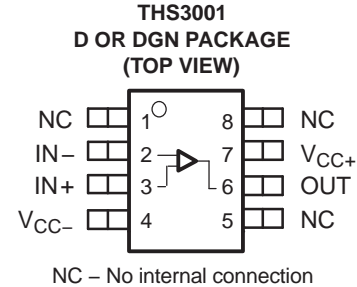 THS3001
D OR DGN PACKAGE
(TOP VIEW)
NC 1 8 NC
IN− 2 7 VCC+
IN+ 3 6 OUT
VCC− 4 5 NC
NC − No internal connection